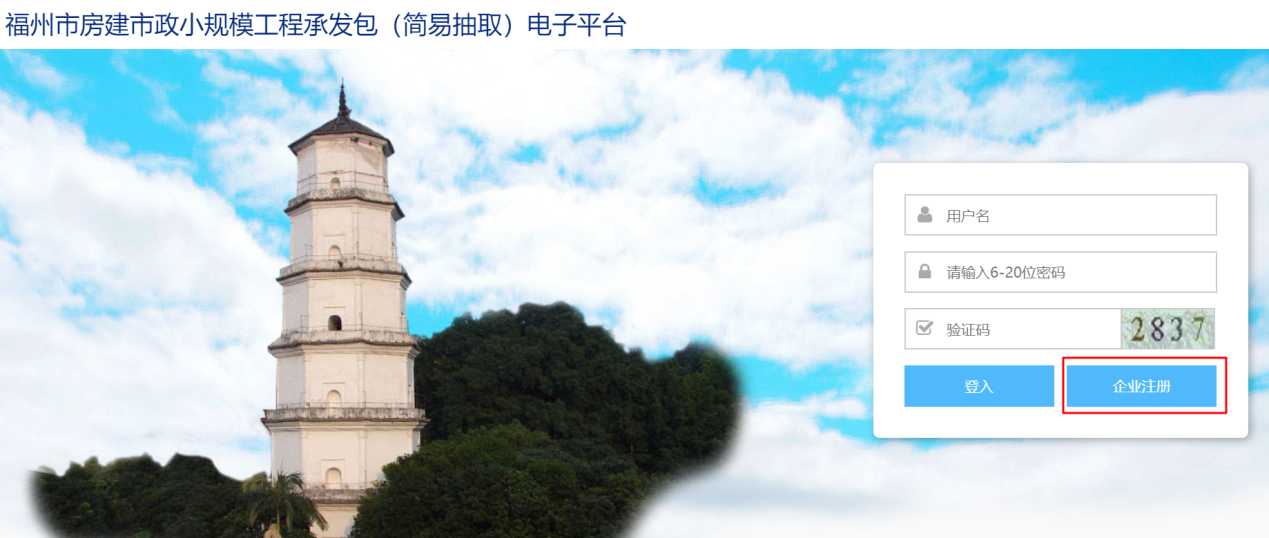 福州市房建市政小规模工程承发包（简易抽取）电子平台
用户名
请输入6-20位密码
验证码
2837
登入
企业注册